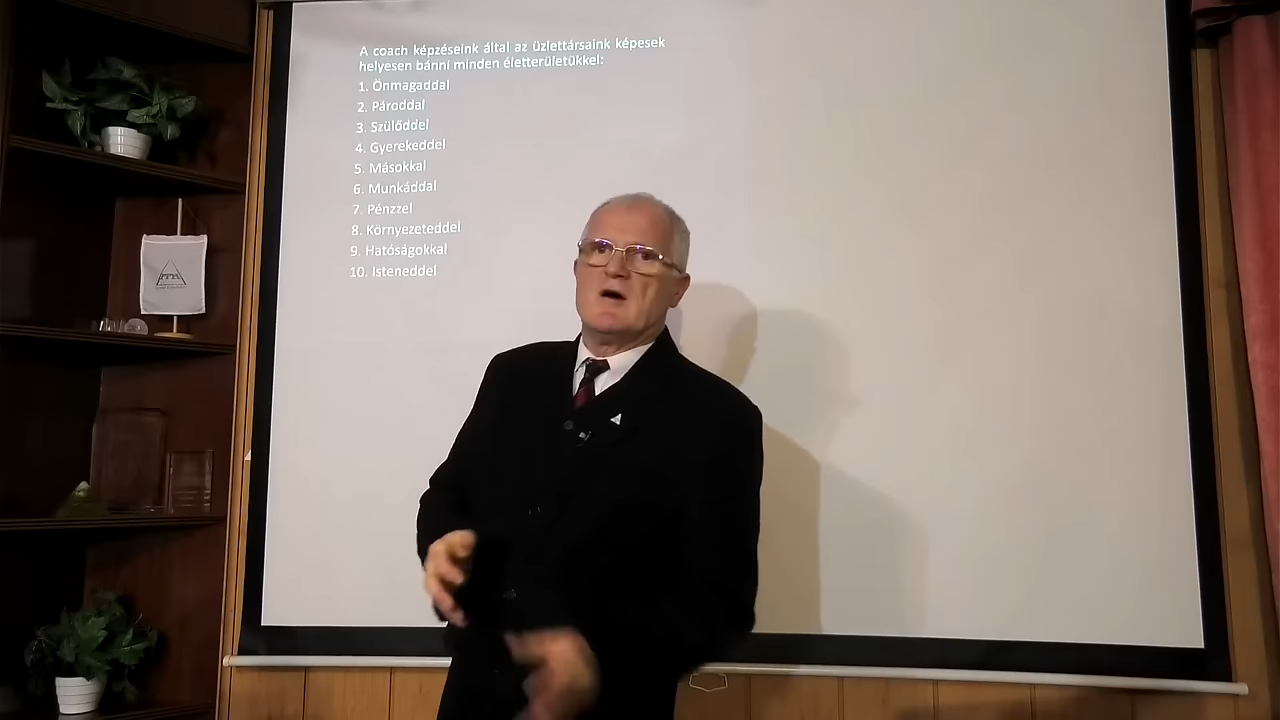 A coach képzéseink által az üzlettársaink képesek
helyesen bánni minden életterületükkel:
1. Önmagaddal
2. Pároddal
3. Szülőddel
4. Gyerekeddel
5. Másokkal
6. Munkáddal
7. Pénzzel
8. Környezeteddel
9. Hatóságokkal
10. Isteneddel